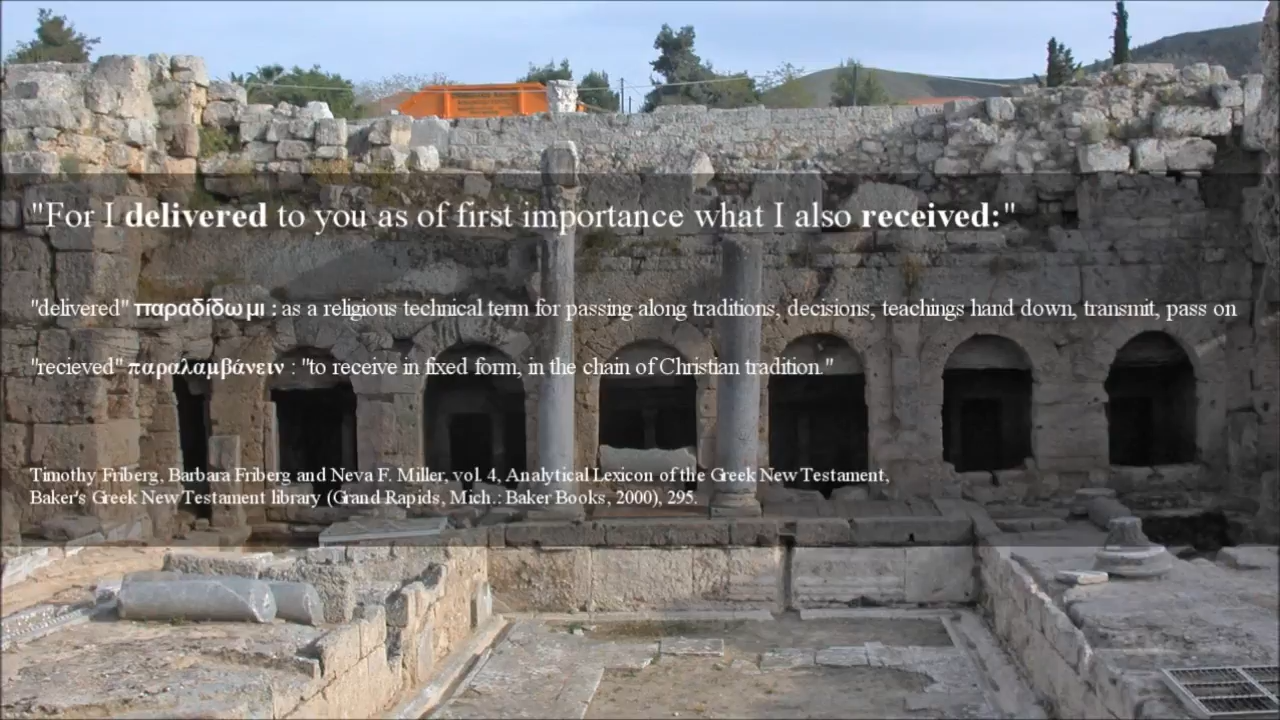 "For I delivered to you as of first importance what I also received:"
"delivered" παραδίδωμι : as a religious technical term for passing along traditions, decisions, teachings hand down, transmit, pass on
"recieved" παραλαμβάνειν : "to receive in fixed form, in the chain of Christian tradition."
Timothy Friberg, Barbara Friberg and Neva F. Miller, vol. 4, Analytical Lexicon of the Greek New Testament,
Baker's Greek New Testament library (Grand Rapids, Mich.: Baker Books, 2000), 295.